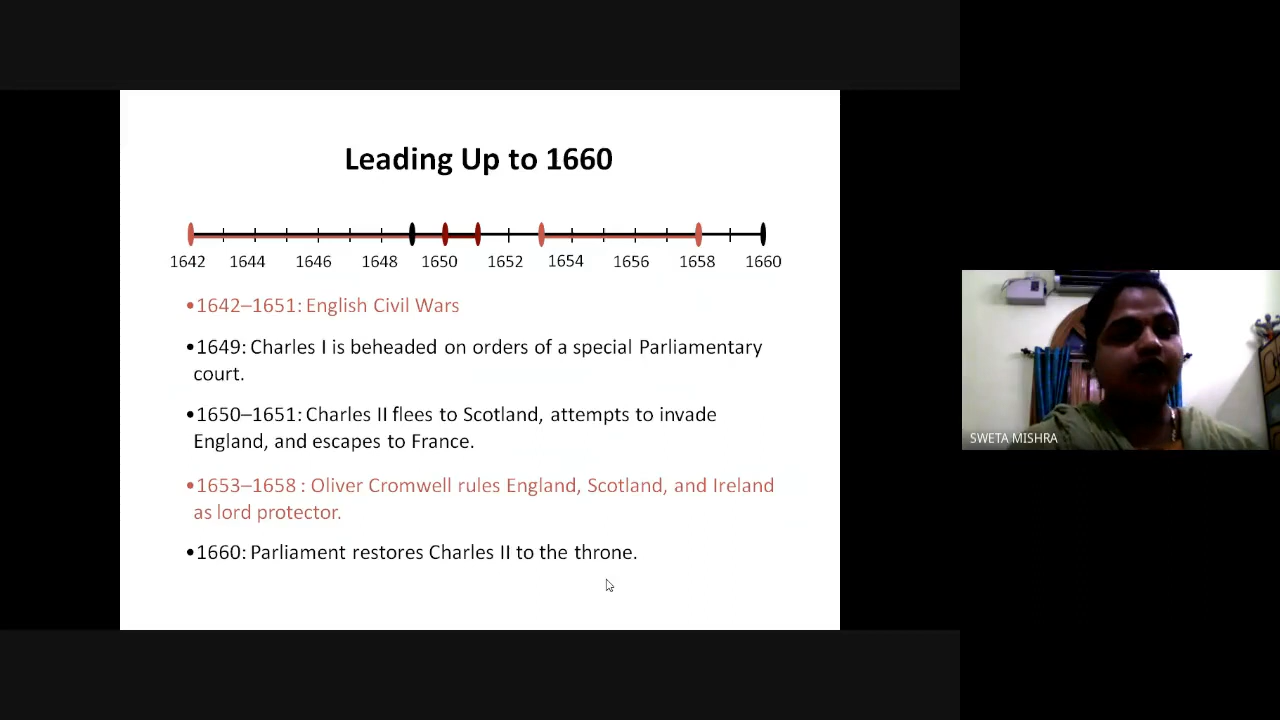 Leading Up to 1660
1642 1644 1646 1648 1650 1652 1654 1656 1658 1660
•1642–1651: English Civil Wars
•1649: Charles I is beheaded on orders of a special Parliamentary
court.
•1650–1651: Charles II flees to Scotland, attempts to invade
England, and escapes to France.
•1653–1658 : Oliver Cromwell rules England, Scotland, and Ireland
as lord protector.
•1660: Parliament restores Charles II to the throne.
SWETA MISHRA